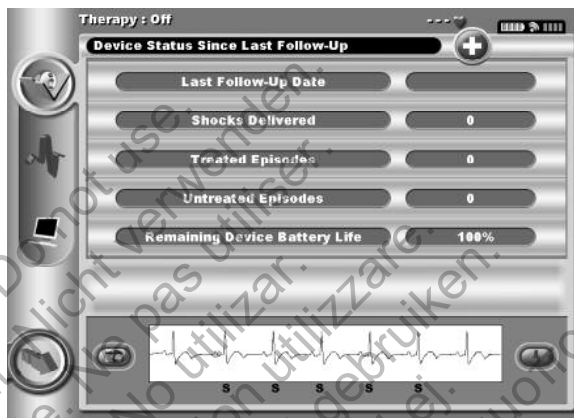 Therapy : Off
- - -
Device Status Since Last Follow-Up
Last Follow-Up Date
Shocks Delivered 0
Treated Episodes 0
Untreated Episodes 0
Remaining Device Battery Life 100%
S S S S S
Do not use.
Nicht verwenden.
Ne pas utiliser.
No utilizar.
Non utilizzare.
gebruiken.
ej.